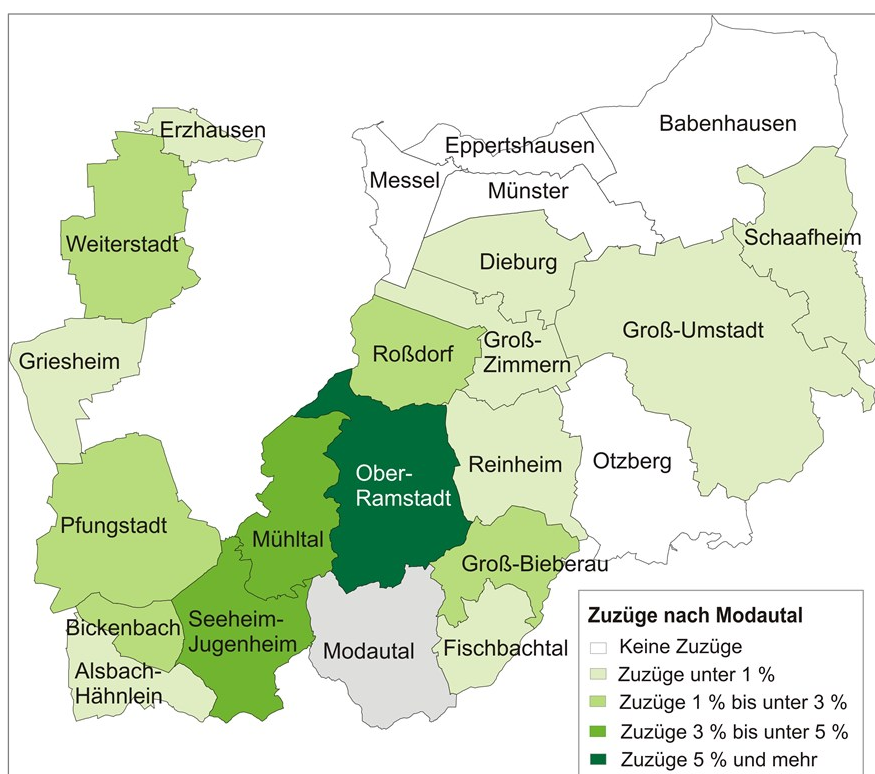 Babenhausen
Erzhausen
Eppertshausen
Messel
Münster
Schaafheim
Weiterstadt
Dieburg
Groß-Umstadt
Groß-
Zimmern
Roßdorf
Griesheim
Reinheim
Otzberg
Ober-
Ramstadt
Pfungstadt
Mühltal
Groß-Bieberau
Seeheim-
Jugenheim
Bickenbach
Modautal
Fischbachtal
Alsbach-
Hähnlein
Zuzüge nach Modautal
Keine Zuzüge
Zuzüge unter 1 %
Zuzüge 1 % bis unter 3 %
Zuzüge 3 % bis unter 5 %
Zuzüge 5 % und mehr